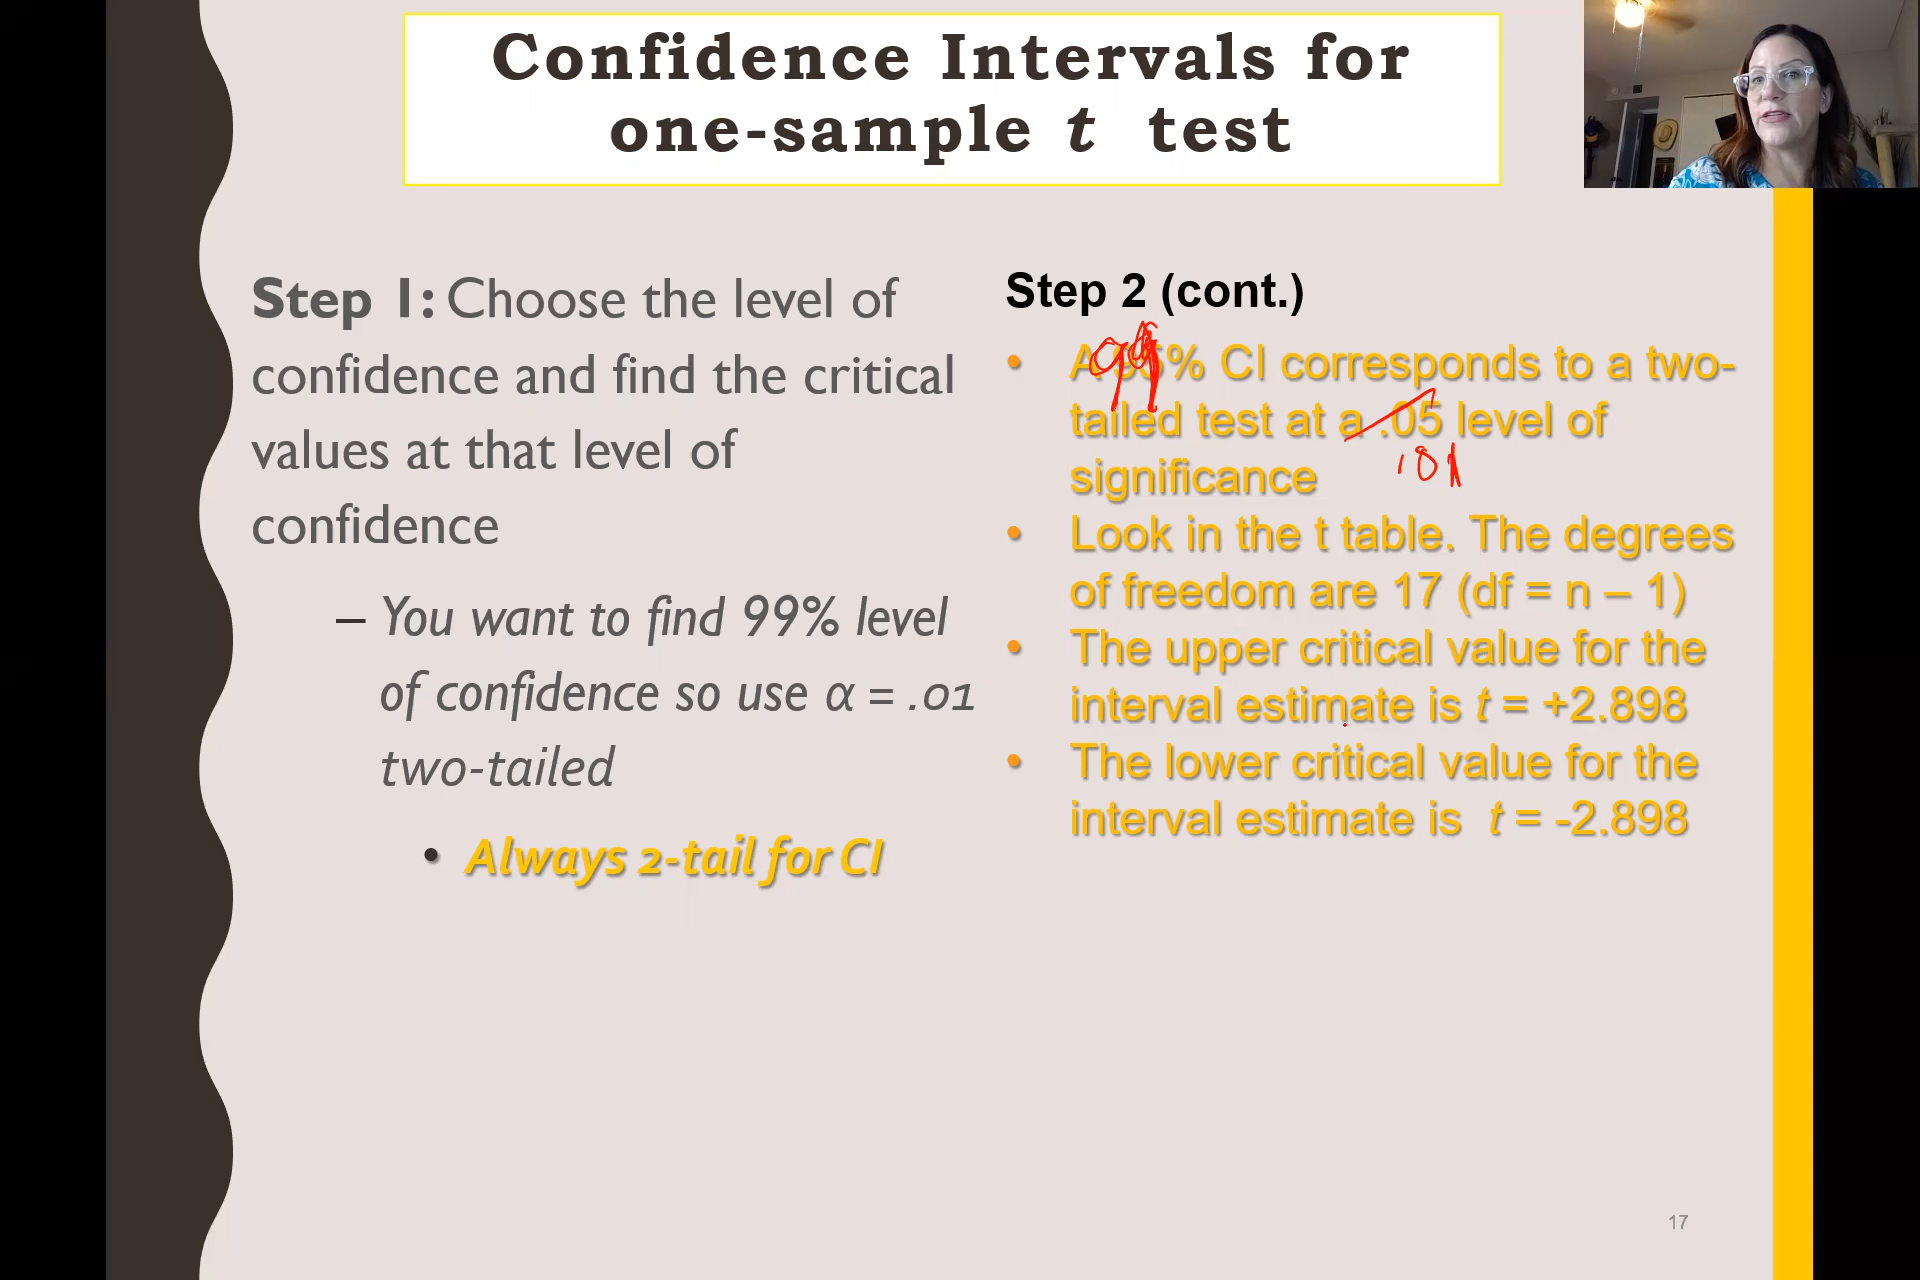 Confidence Intervals for
one-sample t test
Step 1: Choose the level of
confidence and find the critical
values at that level of
confidence
– You want to find 99% level
of confidence so use α = .01
two-tailed
• Always 2-tail for CI
Step 2 (cont.)
99
• A 95% CI corresponds to a two-
tailed test at a .05 level of
.01
significance
• Look in the t table. The degrees
of freedom are 17 (df = n – 1)
• The upper critical value for the
interval estimate is t = +2.898
• The lower critical value for the
interval estimate is t = -2.898
17